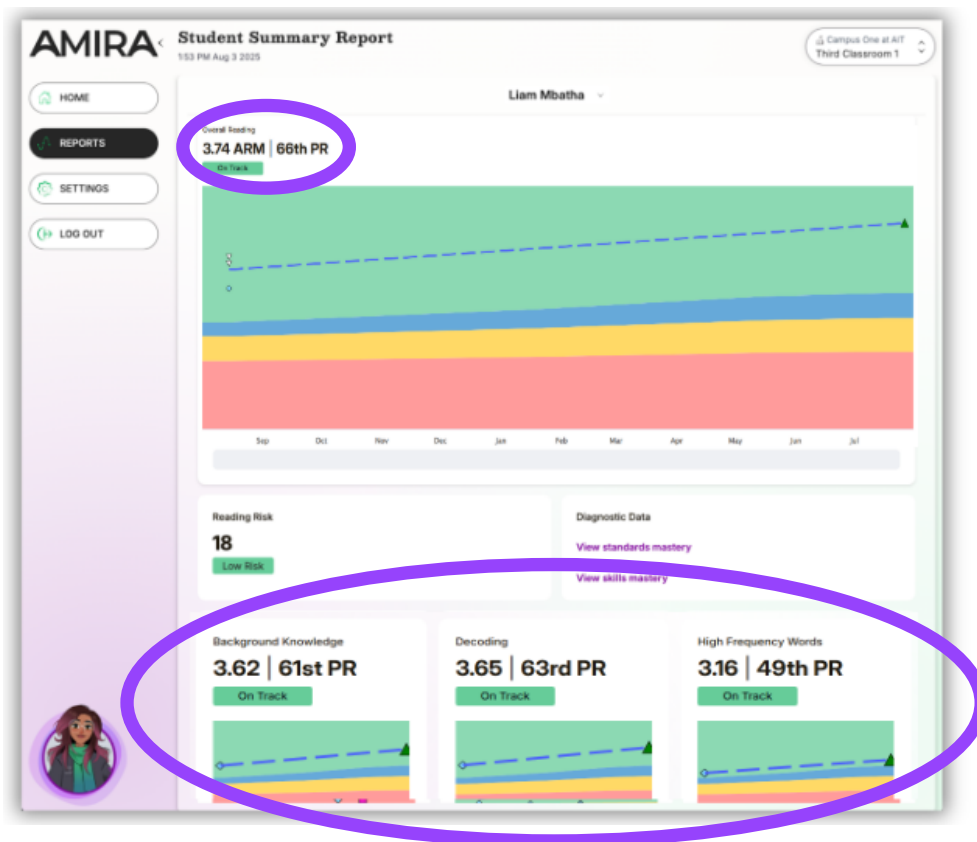 AMIRA
Student Summary Report
1:53 PM Aug 3 2025
Campus One at AIT
Third Classroom 1
HOME
REPORTS
SETTINGS
LOG OUT
Liam Mbatha
Overall Reading
3.74 ARM | 66th PR
On Track
Sep Oct Nov Dec Jan Feb Mar Apr May Jun Jul
Reading Risk
18
Low Risk
Diagnostic Data
View standards mastery
View skills mastery
Background Knowledge
3.62 | 61st PR
On Track
Decoding
3.65 | 63rd PR
On Track
High Frequency Words
3.16 | 49th PR
On Track